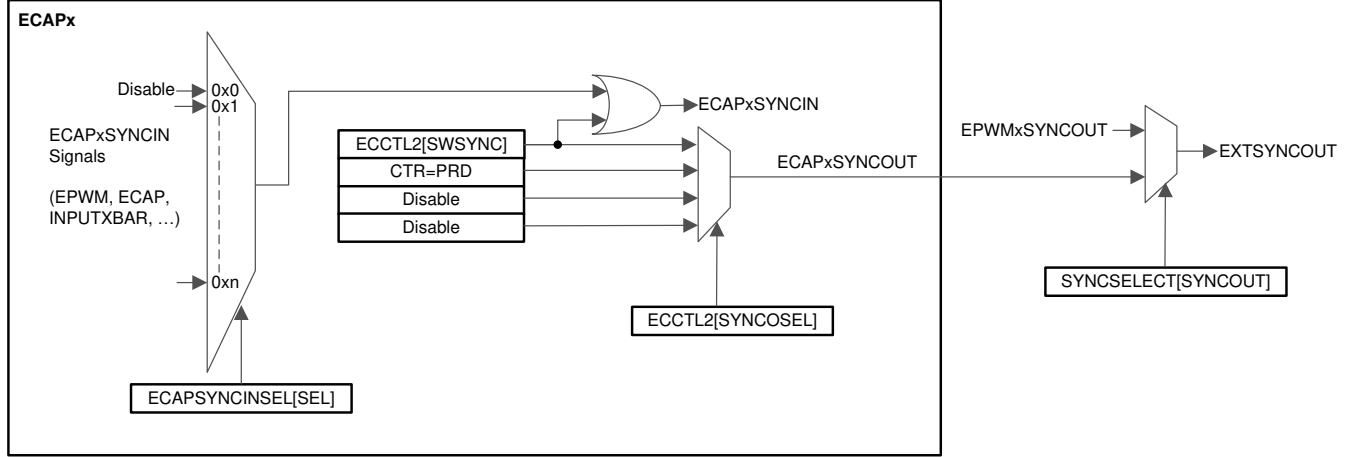 ECAPx
Disable
0x0
0x1
ECAPxSYNCIN
Signals
(EPWM, ECAP,
INPUTXBAR, …)
0xn
ECAPSYNCINSEL[SEL]
ECAPxSYNCIN
ECCTL2[SWSYNC]
CTR=PRD
Disable
Disable
ECAPxSYNCOUT
ECCTL2[SYNCOSEL]
EPWMxSYNCOUT
EXTSYNCOUT
SYNCSELECT[SYNCOUT]